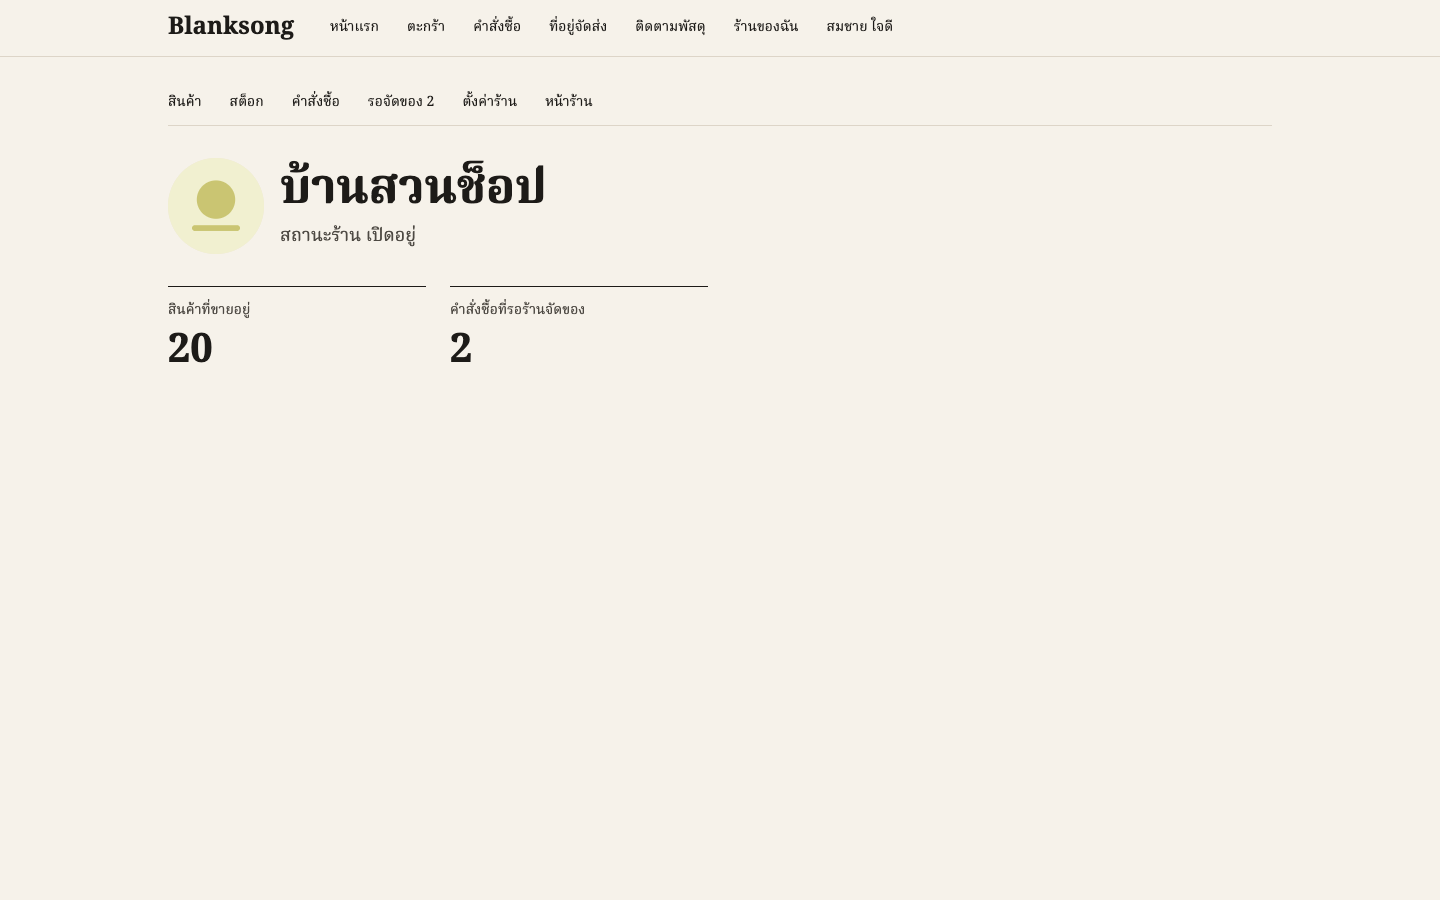 Blanksong หน้าแรก ตะกร้า คำสั่งซื้อ ที่อยู่จัดส่ง ติดตามพัสดุ ร้านของฉัน สมชาย ใจดี
สินค้า สต็อก คำสั่งซื้อ รอจัดของ 2 ตั้งค่าร้าน หน้าร้าน
บ้านสวนช็อป
สถานะร้าน เปิดอยู่
สินค้าที่ขายอยู่
20
คำสั่งซื้อที่รอร้านจัดของ
2